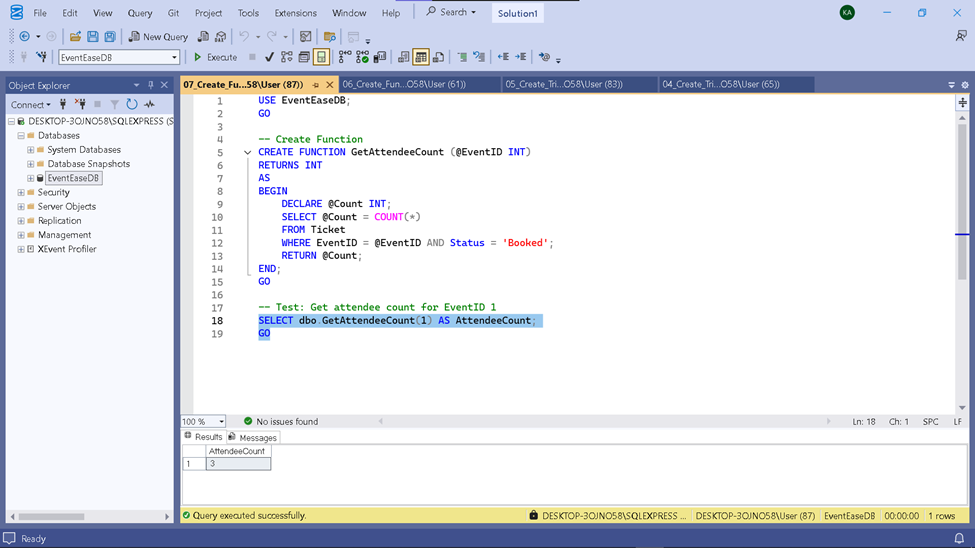 File Edit View Query Git Project Tools Extensions Window Help Search Solution1 KA
New Query
EventEaseDB Execute
Object Explorer
Connect
DESKTOP-3OJNO58\SQLEXPRESS (S
Databases
System Databases
Database Snapshots
EventEaseDB
Security
Server Objects
Replication
Management
XEvent Profiler
07_Create_Fu...58\User (87)) 06_Create_Fun...O58\User (61)) 05_Create_Tri...O58\User (83)) 04_Create_Tri...O58\User (65))
1 USE EventEaseDB;
2 GO
3
4 -- Create Function
5 CREATE FUNCTION GetAttendeeCount (@EventID INT)
6 RETURNS INT
7 AS
8 BEGIN
9 DECLARE @Count INT;
10 SELECT @Count = COUNT(*)
11 FROM Ticket
12 WHERE EventID = @EventID AND Status = 'Booked';
13 RETURN @Count;
14 END;
15 GO
16
17 -- Test: Get attendee count for EventID 1
18 SELECT dbo.GetAttendeeCount(1) AS AttendeeCount;
19 GO
100 % No issues found Ln: 18 Ch: 1 SPC LF
Results Messages
AttendeeCount
1 3
Query executed successfully. DESKTOP-3OJNO58\SQLEXPRESS ... DESKTOP-3OJNO58\User (87) EventEaseDB 00:00:00 1 rows
Ready